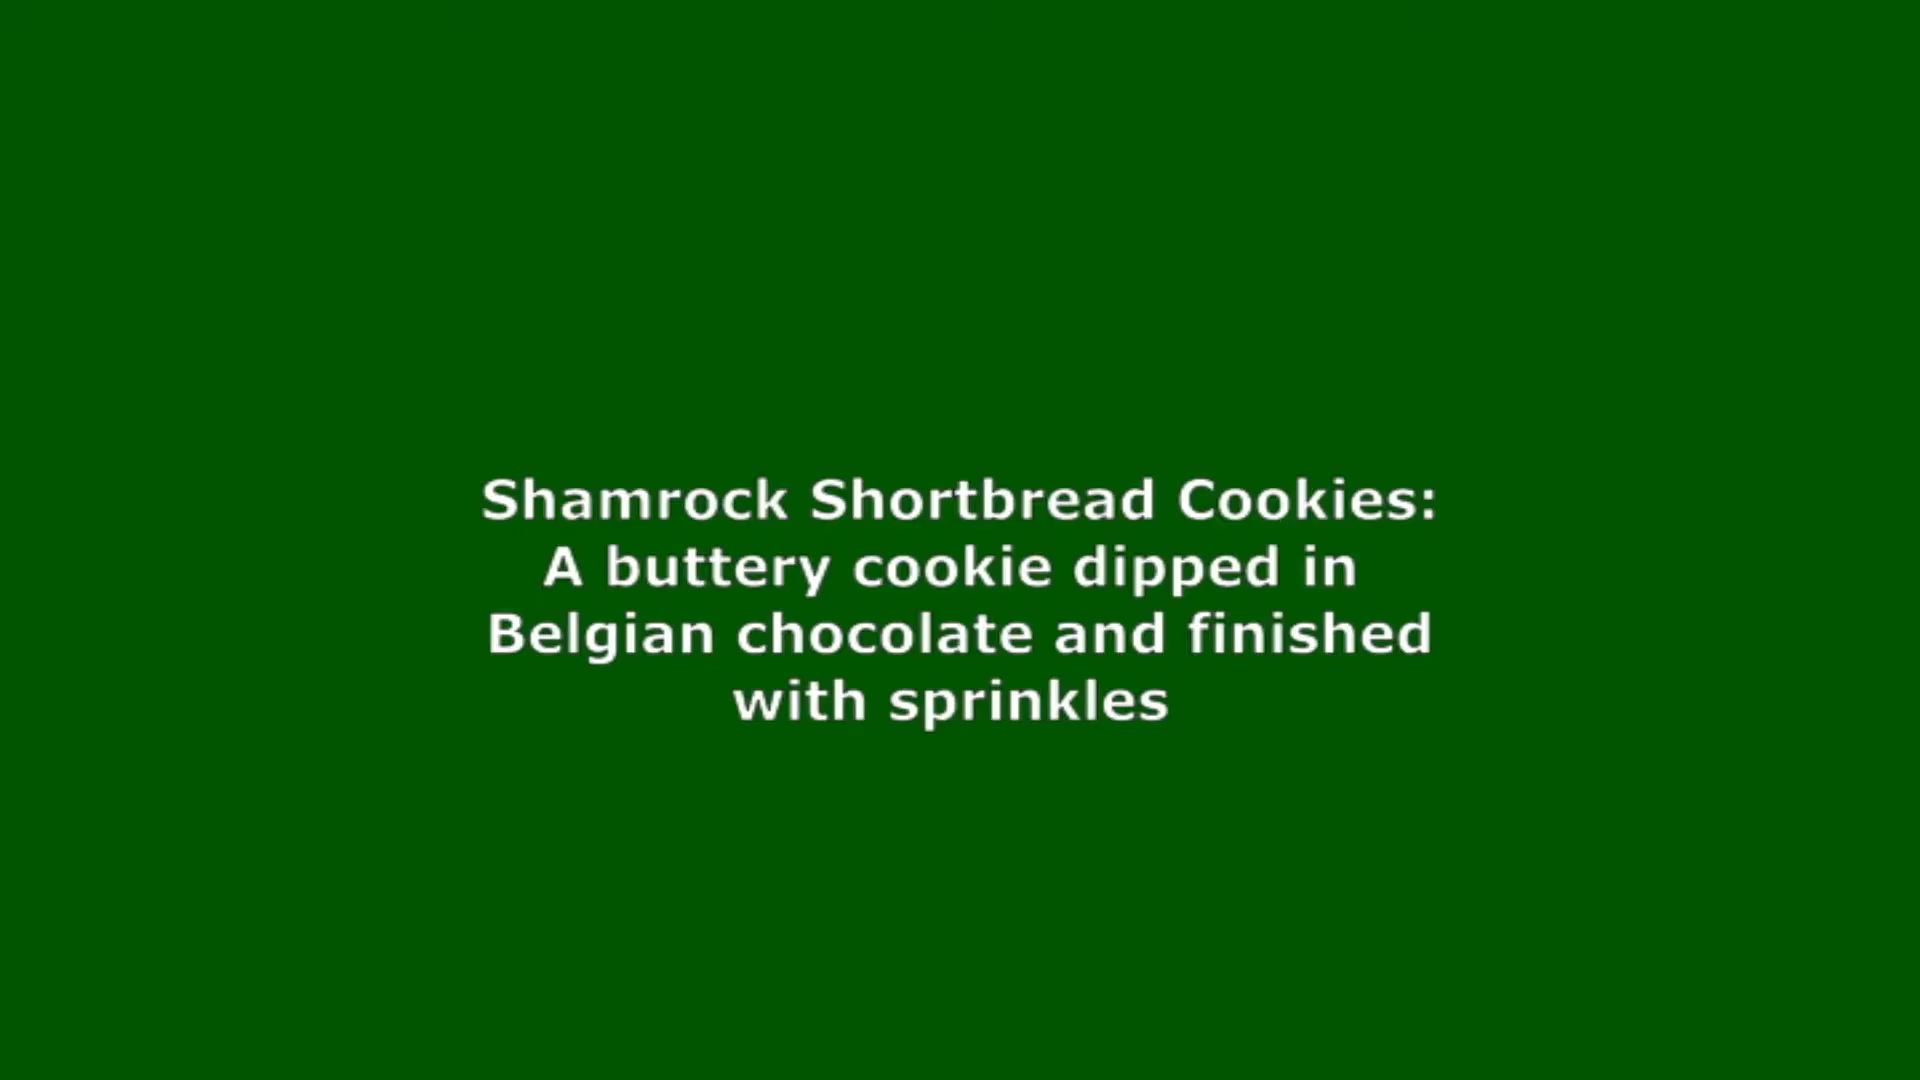 Shamrock Shortbread Cookies:
A buttery cookie dipped in
Belgian chocolate and finished
with sprinkles